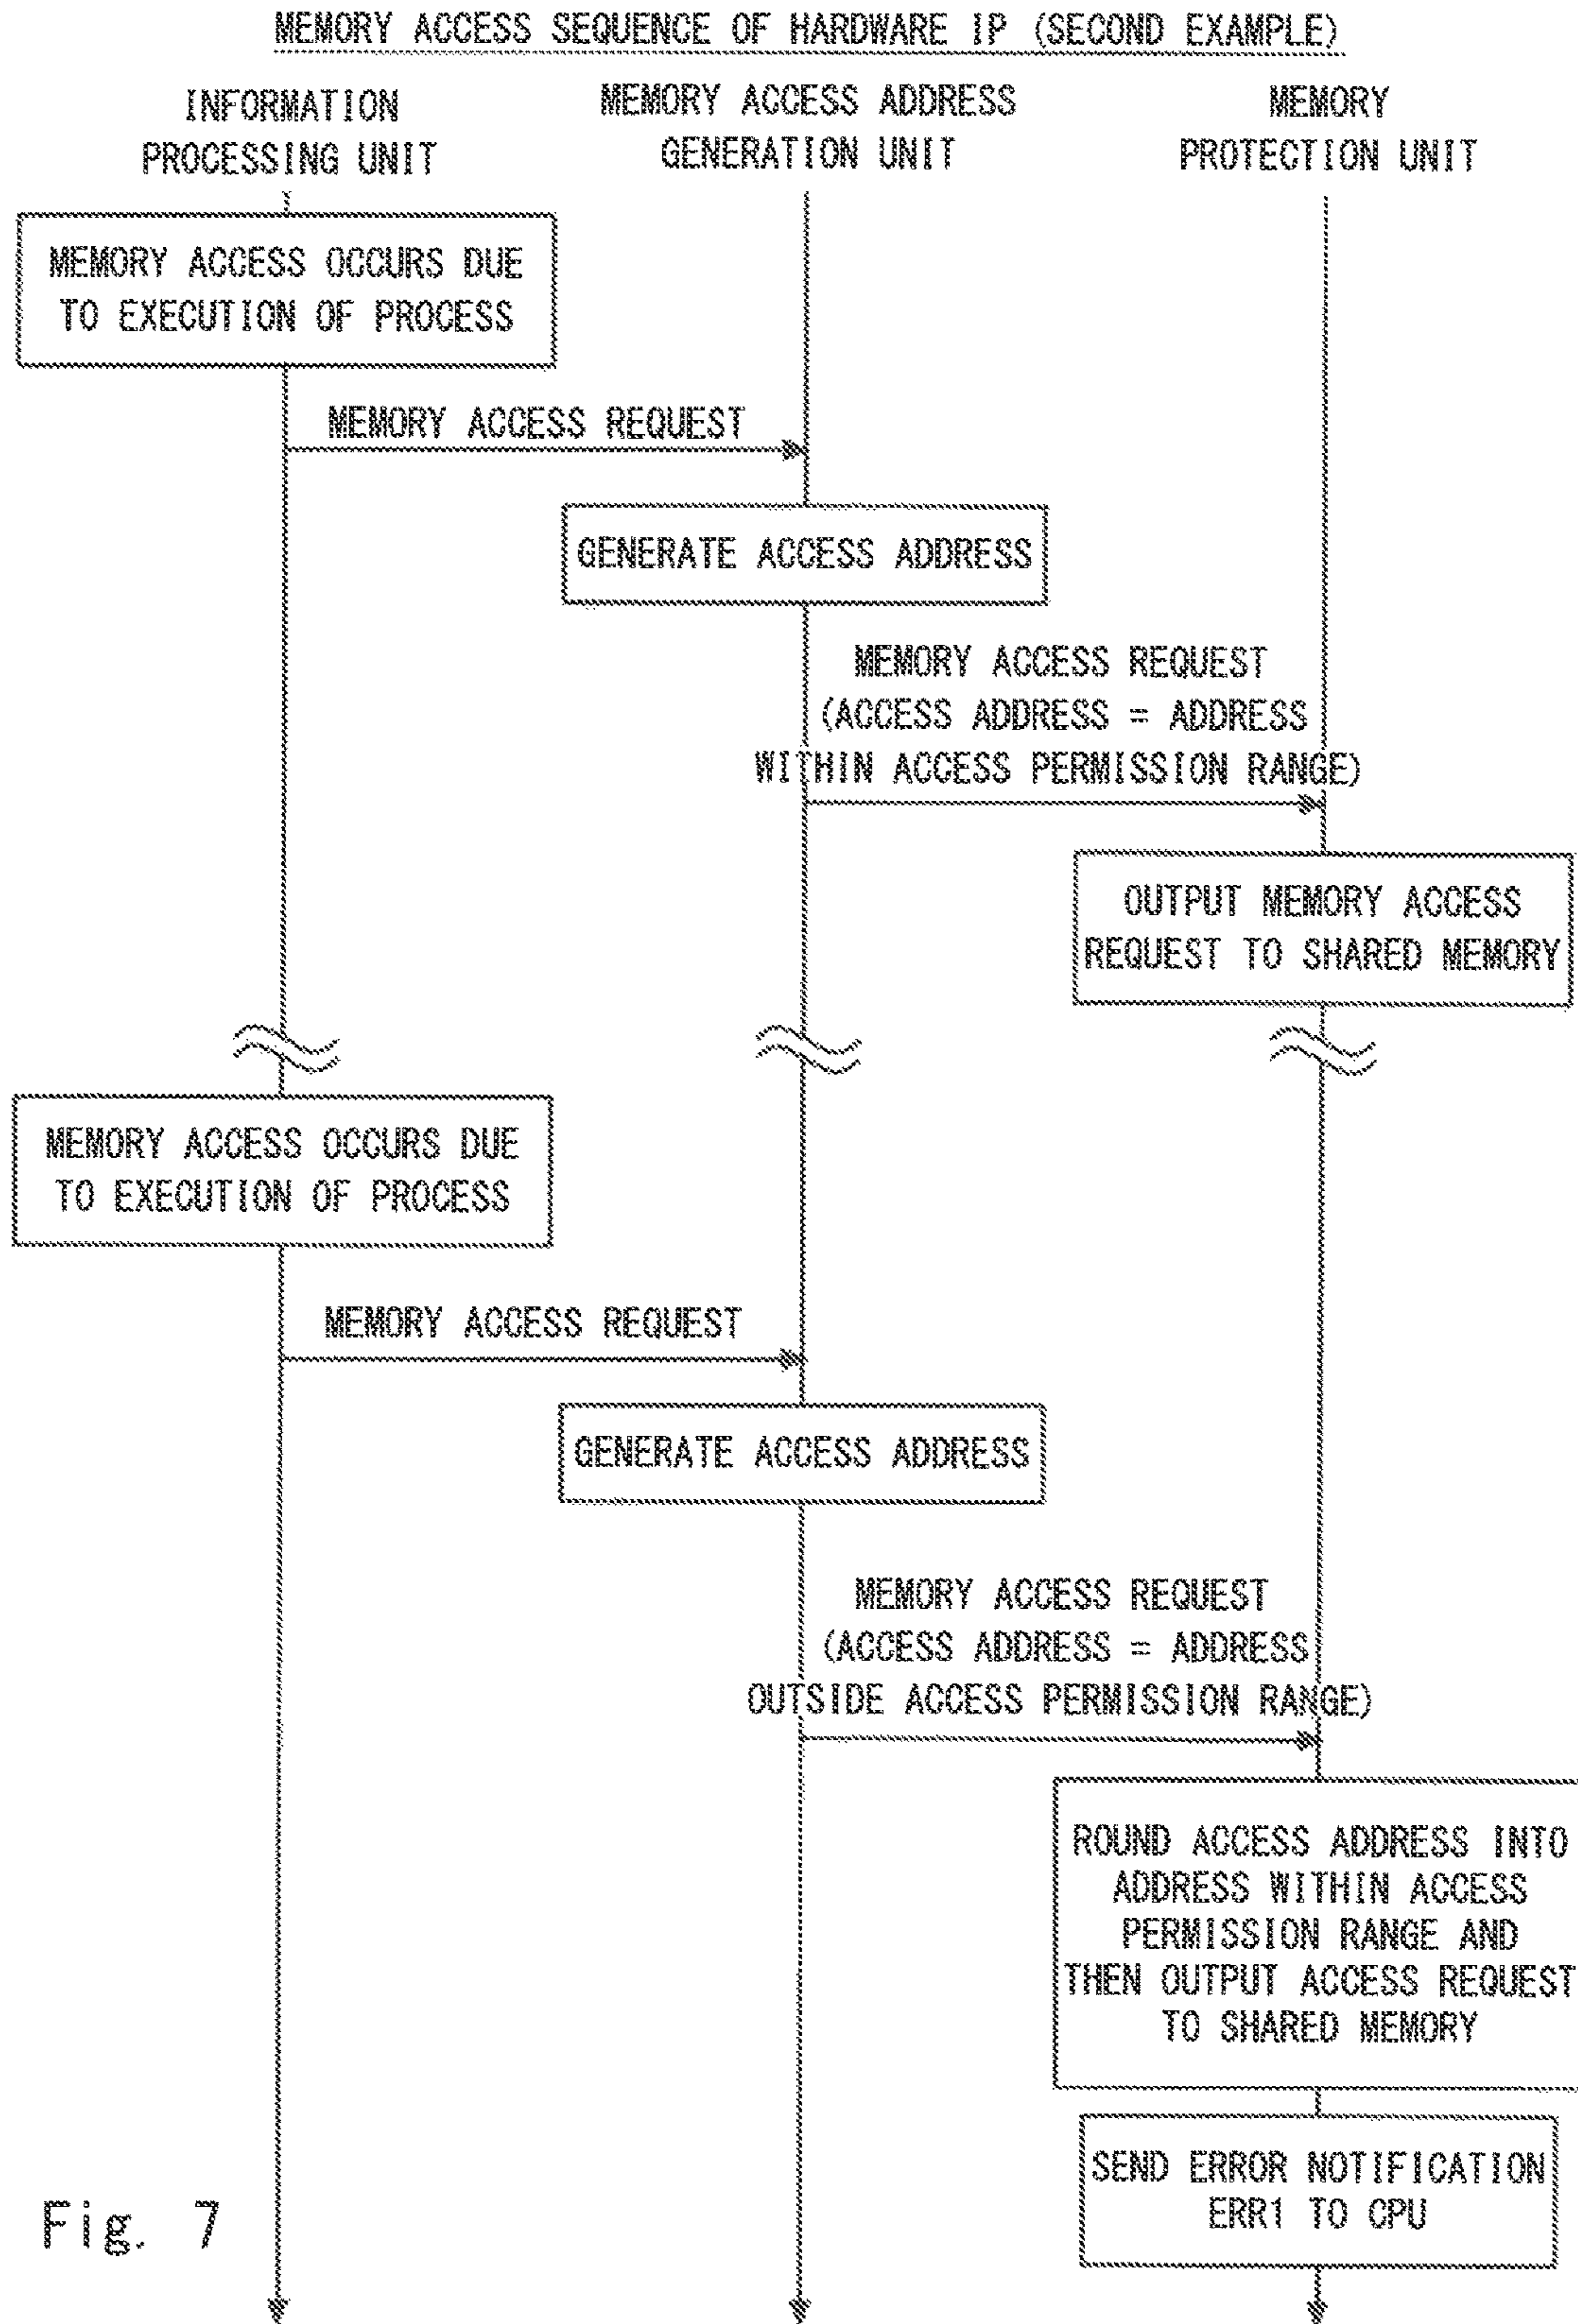 MEMORY ACCESS SEQUENCE OF HARDWARE IP (SECOND EXAMPLE)
INFORMATION
PROCESSING UNIT
MEMORY ACCESS ADDRESS
GENERATION UNIT
MEMORY
PROTECTION UNIT
MEMORY ACCESS OCCURS DUE
TO EXECUTION OF PROCESS
MEMORY ACCESS REQUEST
GENERATE ACCESS ADDRESS
MEMORY ACCESS REQUEST
(ACCESS ADDRESS = ADDRESS
WITHIN ACCESS PERMISSION RANGE)
OUTPUT MEMORY ACCESS
REQUEST TO SHARED MEMORY
MEMORY ACCESS OCCURS DUE
TO EXECUTION OF PROCESS
MEMORY ACCESS REQUEST
GENERATE ACCESS ADDRESS
MEMORY ACCESS REQUEST
(ACCESS ADDRESS = ADDRESS
OUTSIDE ACCESS PERMISSION RANGE)
ROUND ACCESS ADDRESS INTO
ADDRESS WITHIN ACCESS
PERMISSION RANGE AND
THEN OUTPUT ACCESS REQUEST
TO SHARED MEMORY
SEND ERROR NOTIFICATION
ERR1 TO CPU
Fig. 7